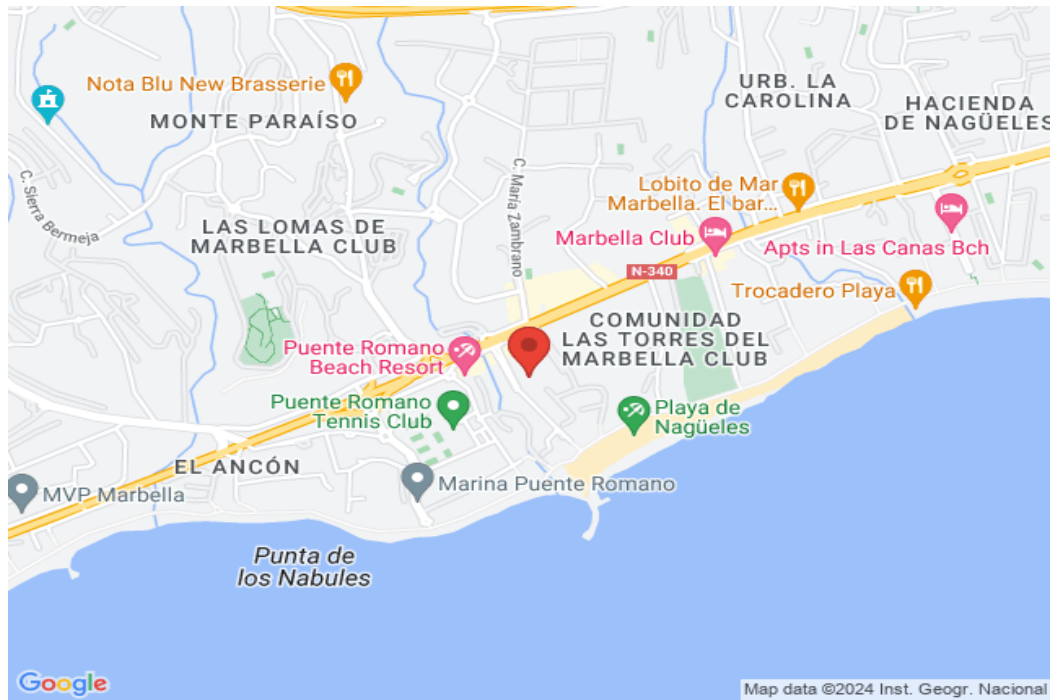 Nota Blu New Brasserie
MONTE PARAÍSO
URB. LA
CAROLINA
HACIENDA
DE NAGÜELES
C. Sierra Bermeja
C. María Zambrano
LAS LOMAS DE
MARBELLA CLUB
Lobito de Mar
Marbella. El bar...
Marbella Club
Apts in Las Canas Bch
N-340
Trocadero Playa
COMUNIDAD
LAS TORRES DEL
MARBELLA CLUB
Puente Romano
Beach Resort
Puente Romano
Tennis Club
Playa de
Nagüeles
EL ANCÓN
MVP Marbella
Marina Puente Romano
Punta de
los Nabules
Google
Map data ©2024 Inst. Geogr. Nacional